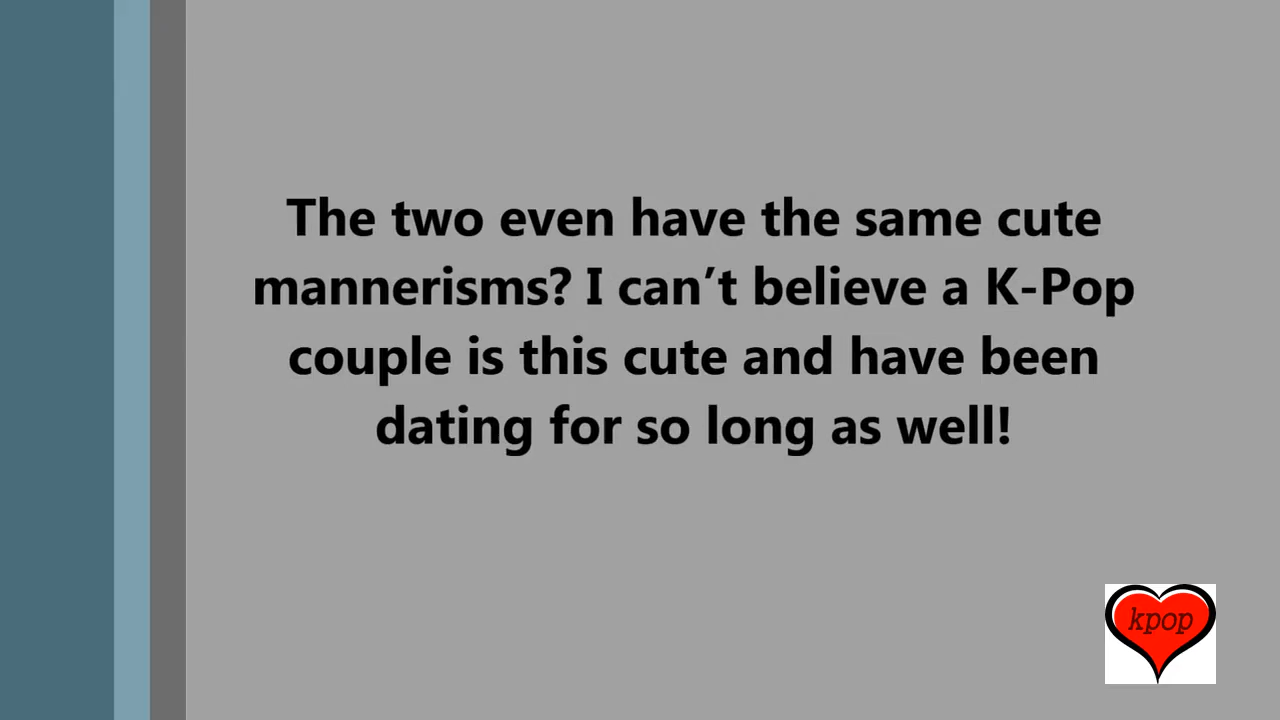 The two even have the same cute
mannerisms? I can’t believe a K-Pop
couple is this cute and have been
dating for so long as well!
kpop